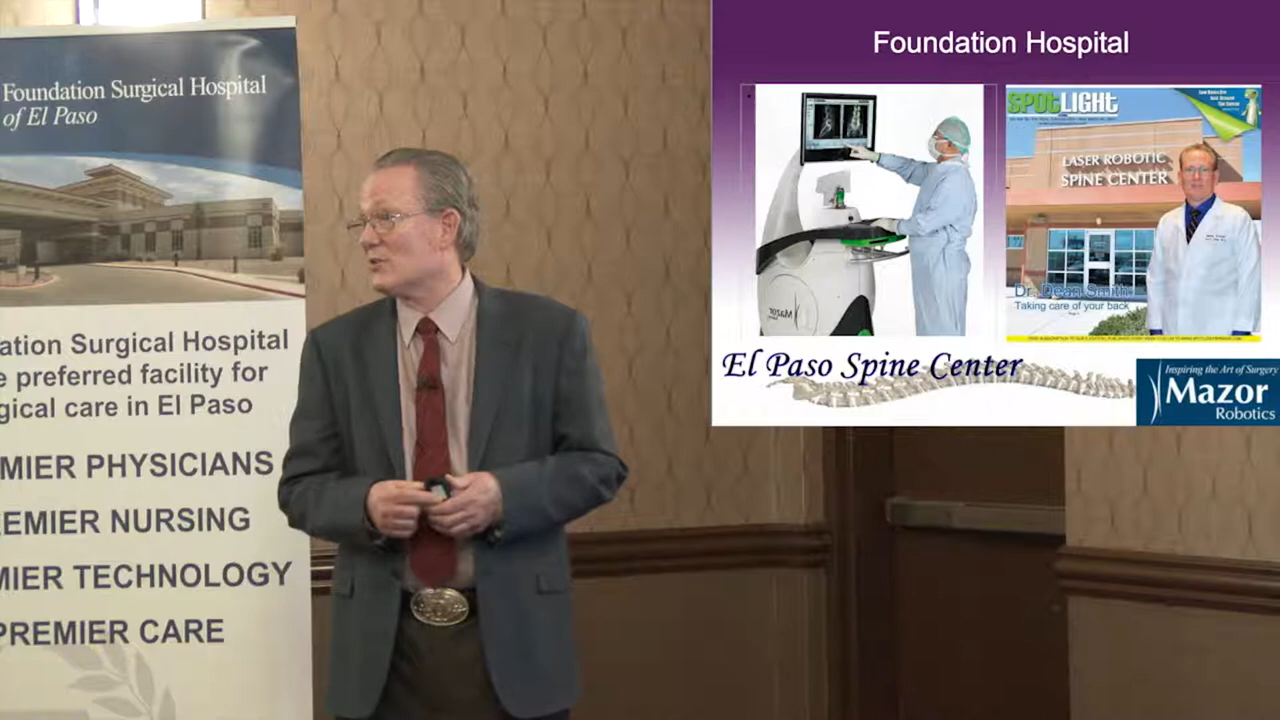 Foundation Surgical Hospital
of El Paso
ation Surgical Hospital
e preferred facility for
gical care in El Paso
MIER PHYSICIANS
EMIER NURSING
MIER TECHNOLOGY
PREMIER CARE
Foundation Hospital
SPOTLIGHT
LASER ROBOTIC
SPINE CENTER
Dr. Dean Smith
Taking care of your back
El Paso Spine Center
Inspiring the Art of Surgery
Mazor
Robotics